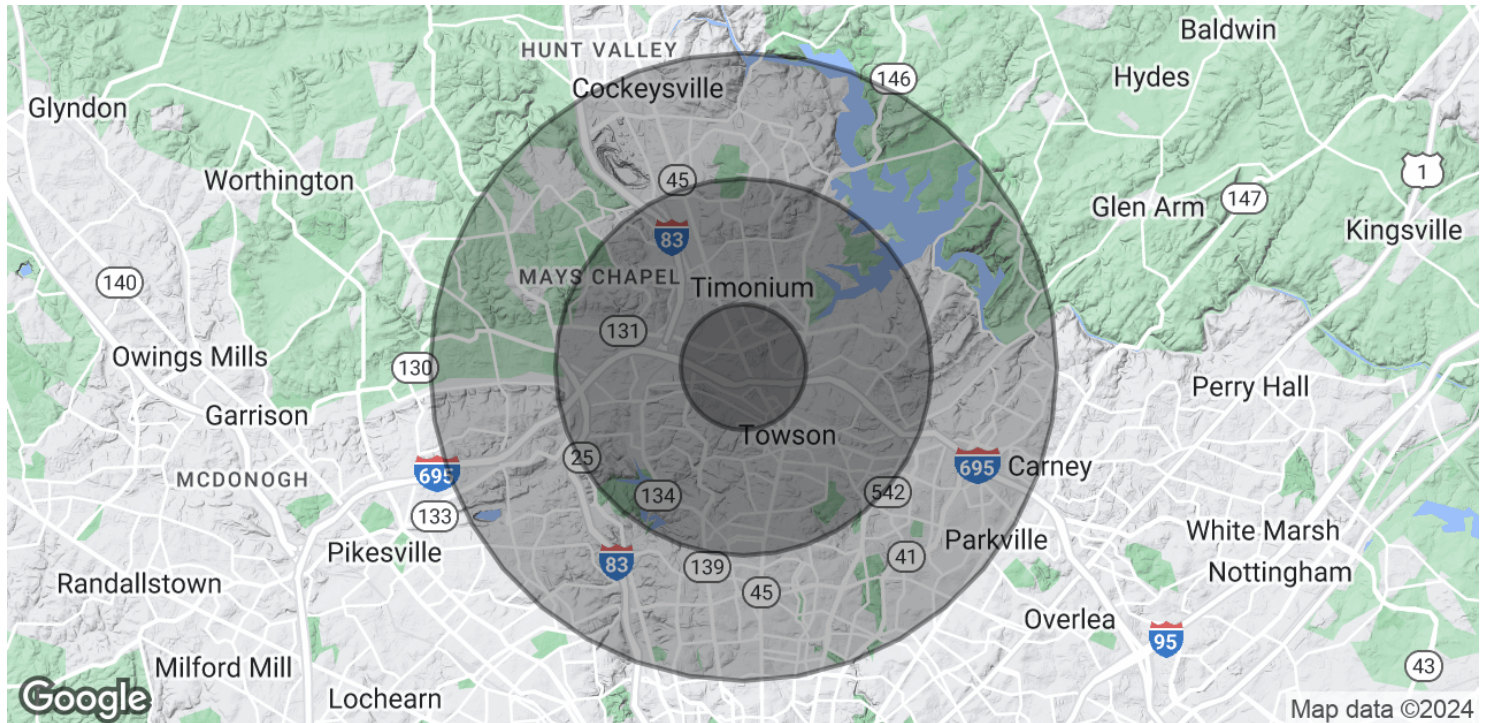 Baldwin
HUNT VALLEY
Hydes
146
Cockeysville
Glyndon
1
45
Worthington
147
Glen Arm
Kingsville
83
MAYS CHAPEL
140
Timonium
131
Owings Mills
130
Perry Hall
Garrison
Towson
25
695
695
Carney
MCDONOGH
134
542
133
White Marsh
Parkville
Pikesville
41
83
139
Nottingham
Randallstown
45
Overlea
95
Milford Mill
43
Lochearn
Google
Map data ©2024